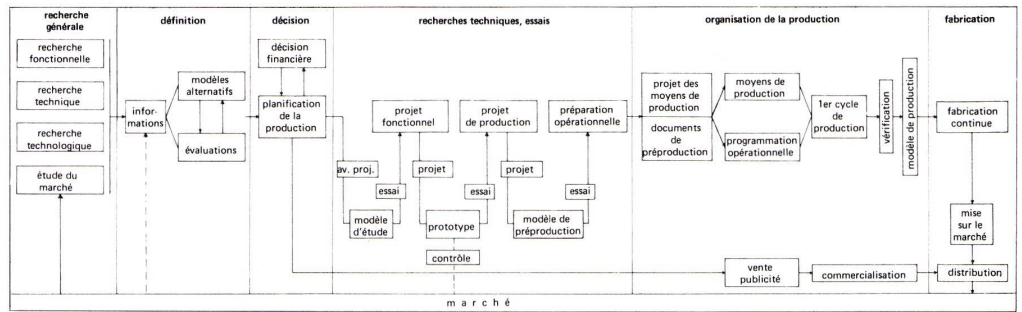 recherche
générale
définition
décision
recherches techniques, essais
organisation de la production
fabrication
recherche
fonctionnelle
recherche
technique
recherche
technologique
étude du
marché
infor-
mations
modèles
alternatifs
évaluations
décision
financière
planification
de la
production
av. proj.
modèle
d'étude
essai
projet
fonctionnel
projet
prototype
contrôle
essai
projet
de production
projet
modèle de
préproduction
essai
préparation
opérationnelle
projet des
moyens de
production
documents
de
préproduction
moyens de
production
programmation
opérationnelle
1er cycle
de
production
vérification
modèle de production
fabrication
continue
mise
sur le
marché
vente
publicité
commercialisation
distribution
marché